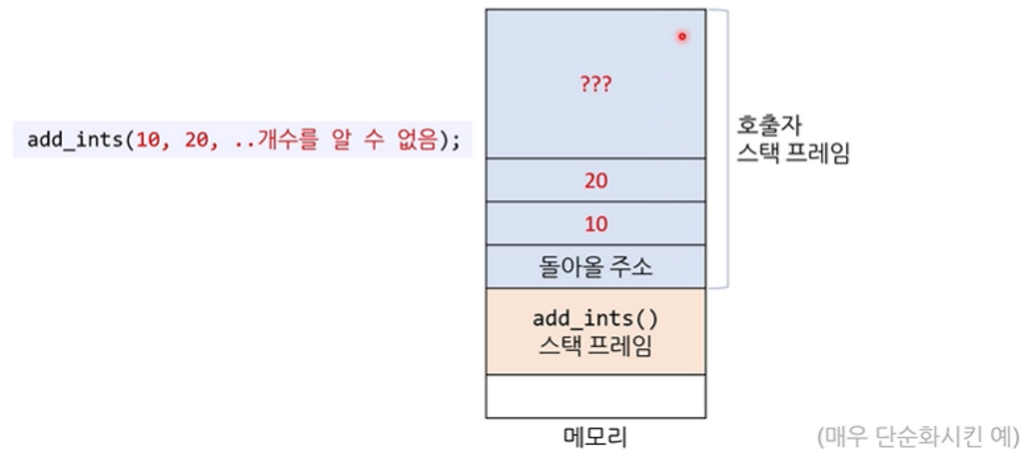 ???
add_ints(10, 20, ..개수를 알 수 없음);
호출자
스택 프레임
20
10
돌아올 주소
add_ints()
스택 프레임
메모리
(매우 단순화시킨 예)